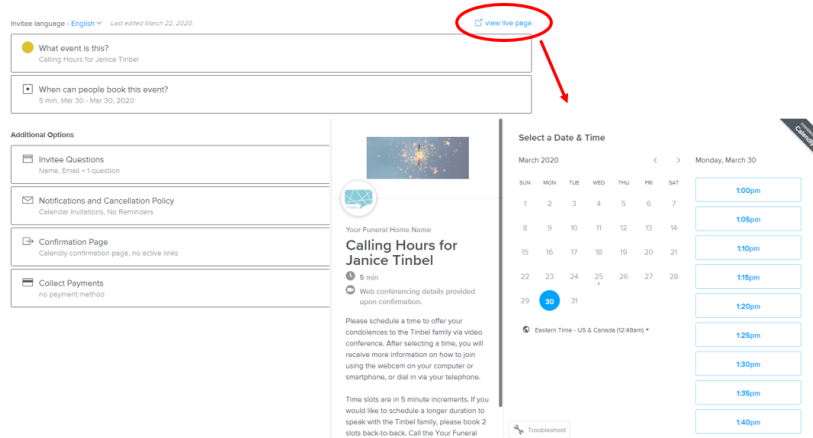 Invitee language - English Last edited March 22, 2020.
view live page
What event is this?
Calling Hours for Janice Tinbel
When can people book this event?
5 min, Mar 30 - Mar 30, 2020
Additional Options
Invitee Questions
Name, Email + 1 question
Notifications and Cancellation Policy
Calendar Invitations, No Reminders
Confirmation Page
Calendly confirmation page, no active links
Collect Payments
no payment method
Your Funeral Home Name
Calling Hours for
Janice Tinbel
5 min
Web conferencing details provided
upon confirmation.
Please schedule a time to offer your
condolences to the Tinbel family via video
conference. After selecting a time, you will
receive more information on how to join
using the webcam on your computer or
smartphone, or dial in via your telephone.
Time slots are in 5 minute increments. If you
would like to schedule a longer duration to
speak with the Tinbel family, please book 2
slots back-to-back. Call the Your Funeral
Select a Date & Time
March 2020
SUN MON TUE WED THU FRI SAT
1 2 3 4 5 6 7
8 9 10 11 12 13 14
15 16 17 18 19 20 21
22 23 24 25 26 27 28
29 30 31
Eastern Time - US & Canada (12:48am)
Troubleshoot
Monday, March 30
1:00pm
1:05pm
1:10pm
1:15pm
1:20pm
1:25pm
1:30pm
1:35pm
1:40pm
Calendly